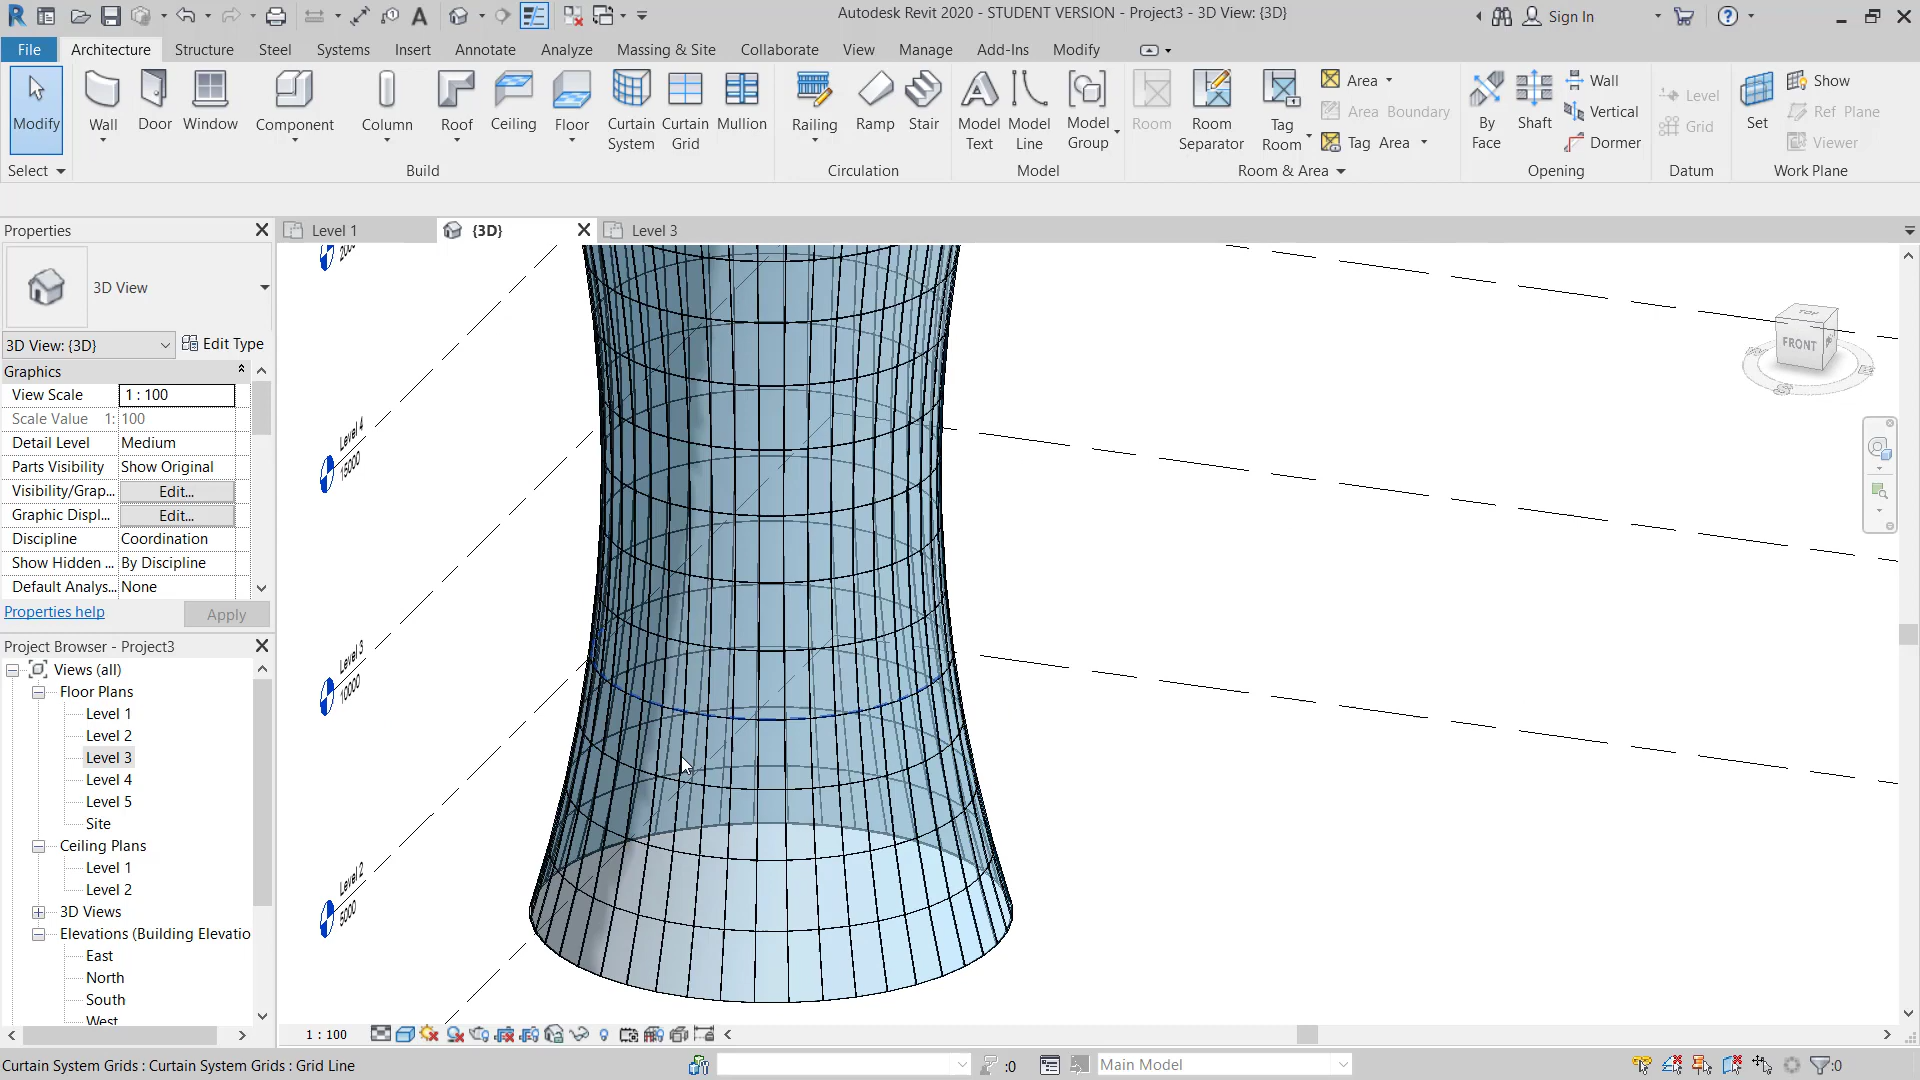 Autodesk Revit 2020 - STUDENT VERSION - Project3 - 3D View: {3D}
Sign In
File Architecture Structure Steel Systems Insert Annotate Analyze Massing & Site Collaborate View Manage Add-Ins Modify
Modify Wall Door Window Component Column Roof Ceiling Floor Curtain System Curtain Grid Mullion Railing Ramp Stair Model Text Model Line Model Group Room Room Separator Tag Room
Area
Area Boundary
Tag Area
By Face Shaft
Wall
Vertical
Dormer
Level
Grid
Set
Show
Ref Plane
Viewer
Select Build Circulation Model Room & Area Opening Datum Work Plane
Properties
Level 1 {3D} Level 3
3D View
3D View: {3D} Edit Type
Graphics
View Scale 1 : 100
Scale Value 1: 100
Detail Level Medium
Parts Visibility Show Original
Visibility/Grap... Edit...
Graphic Displ... Edit...
Discipline Coordination
Show Hidden ... By Discipline
Default Analys... None
Properties help Apply
Project Browser - Project3
Views (all)
Floor Plans
Level 1
Level 2
Level 3
Level 4
Level 5
Site
Ceiling Plans
Level 1
Level 2
3D Views
Elevations (Building Elevatio
East
North
South
West
Level 4
15000
Level 3
10000
Level 2
5000
TOP
FRONT
1 : 100
Curtain System Grids : Curtain System Grids : Grid Line
:0
Main Model
:0